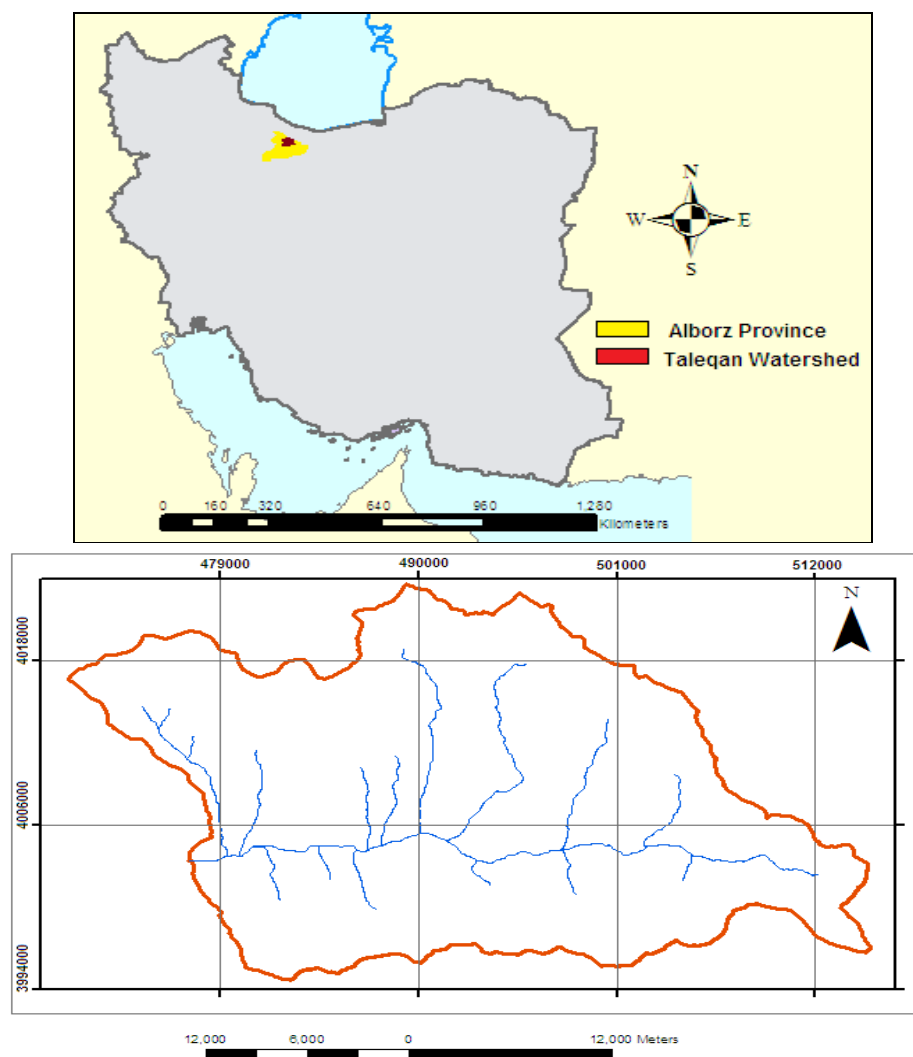 N
W E
S
Alborz Province
Taleqan Watershed
0 160 320 640 960 1,280
Kilometers
479000 490000 501000 512000
N
4018000
4006000
3994000
12,000 6,000 0 12,000 Meters